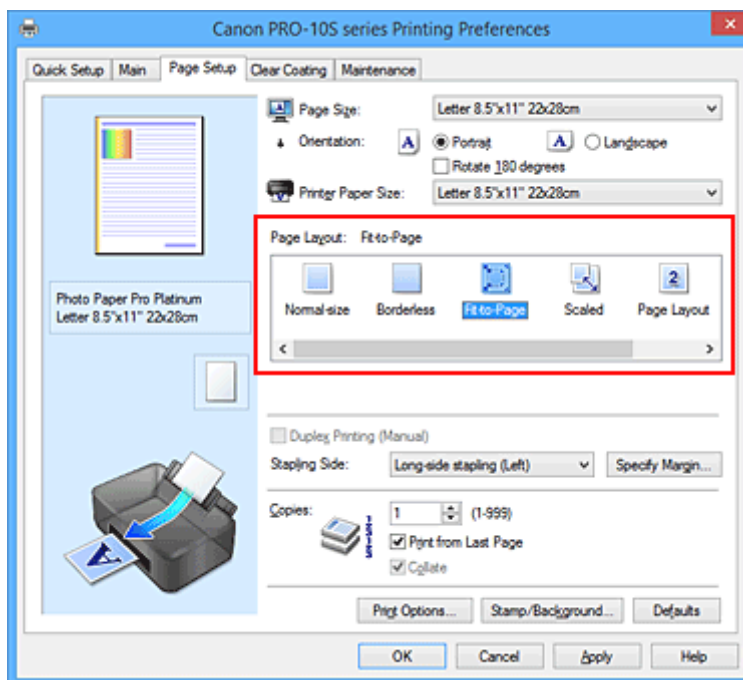 Canon PRO-10S series Printing Preferences
Quick Setup Main Page Setup Clear Coating Maintenance
Page Size: Letter 8.5"x11" 22x28cm
Orientation: A Portrait A Landscape
Rotate 180 degrees
Printer Paper Size: Letter 8.5"x11" 22x28cm
Page Layout: Fit-to-Page
Normal-size Borderless Fit-to-Page Scaled Page Layout
Photo Paper Pro Platinum
Letter 8.5"x11" 22x28cm
Duplex Printing (Manual)
Stapling Side: Long-side stapling (Left) Specify Margin...
Copies: 1 (1-999)
Print from Last Page
Collate
Print Options... Stamp/Background... Defaults
OK Cancel Apply Help